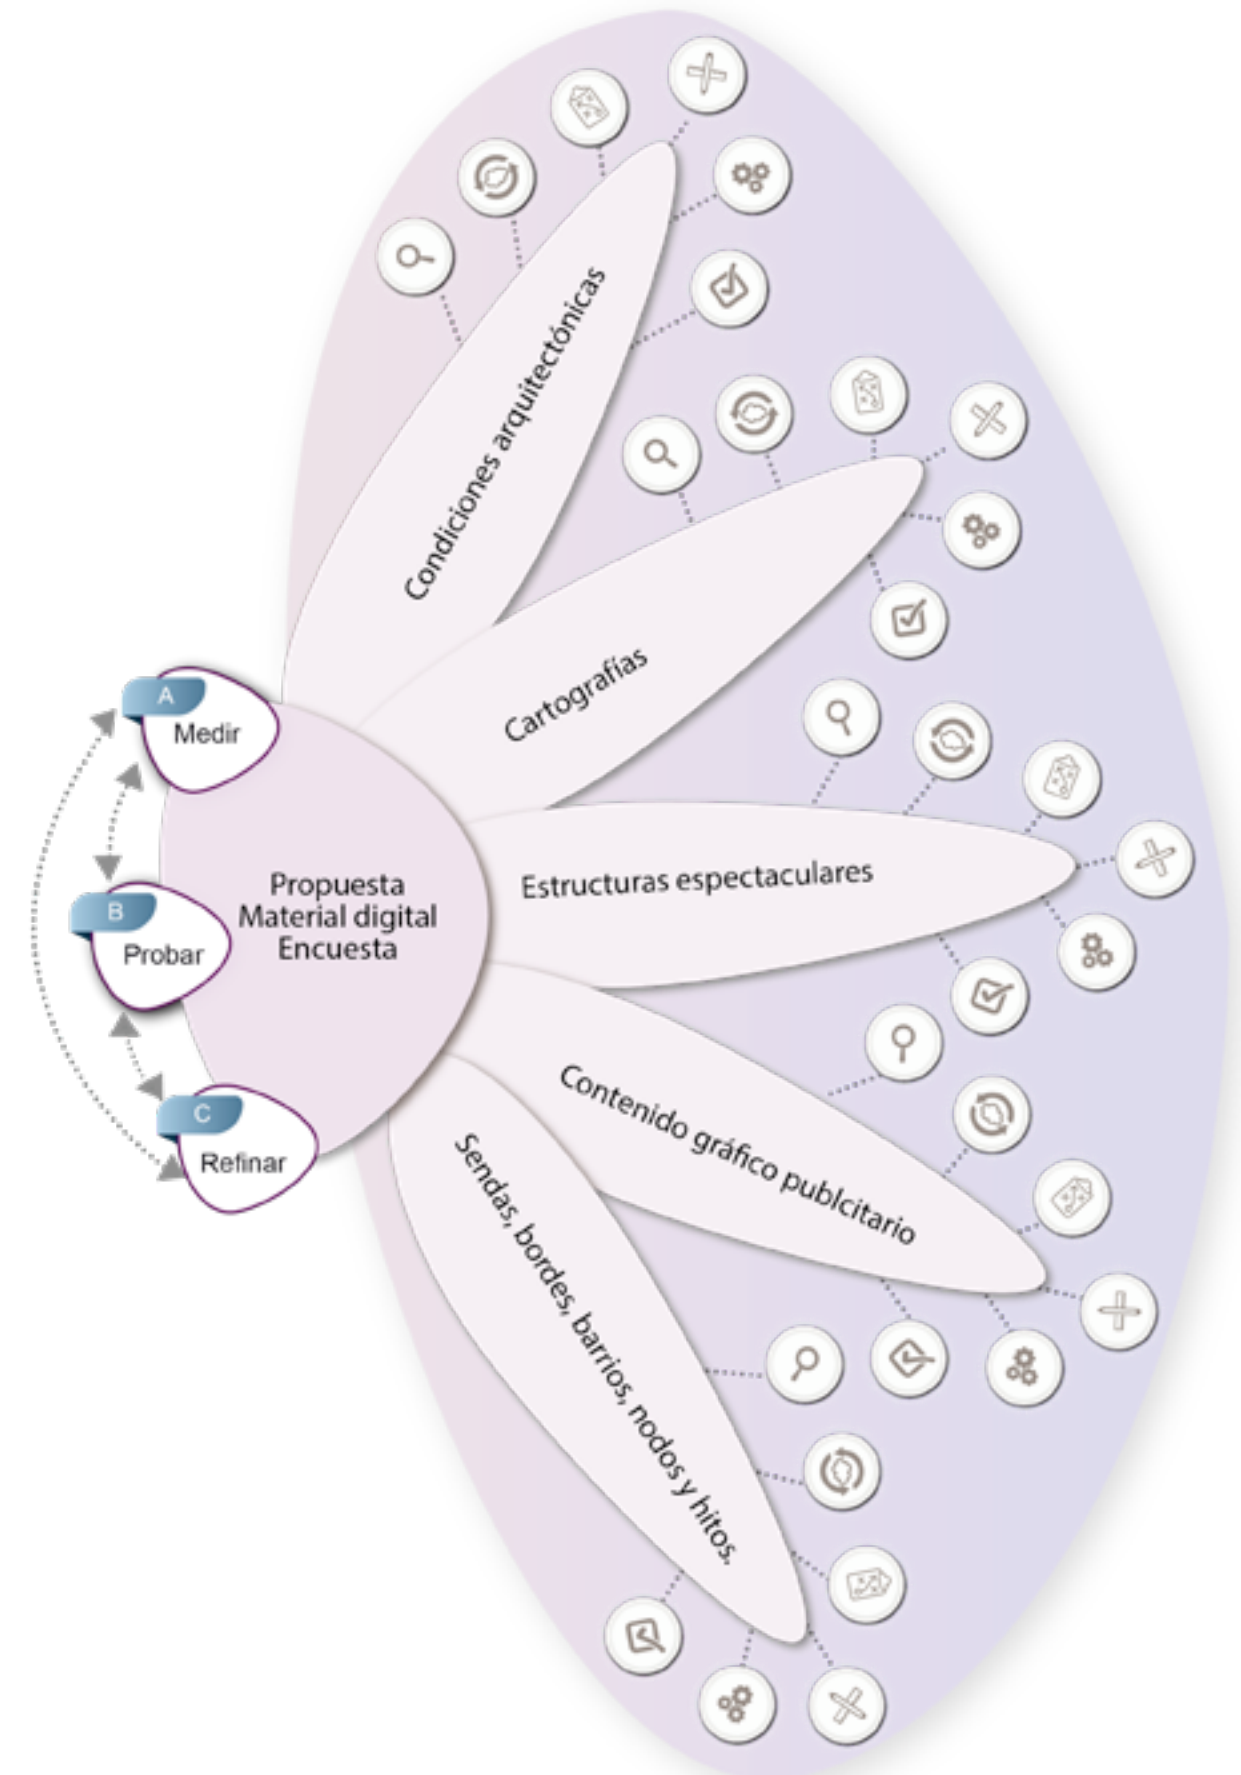 Condiciones arquitectónicas
Cartografías
A
Medir
Estructuras espectaculares
Propuesta
Material digital
Encuesta
B
Probar
Contenido gráfico publcitario
C
Refinar
Sendas, bordes, barrios, nodos y hitos.